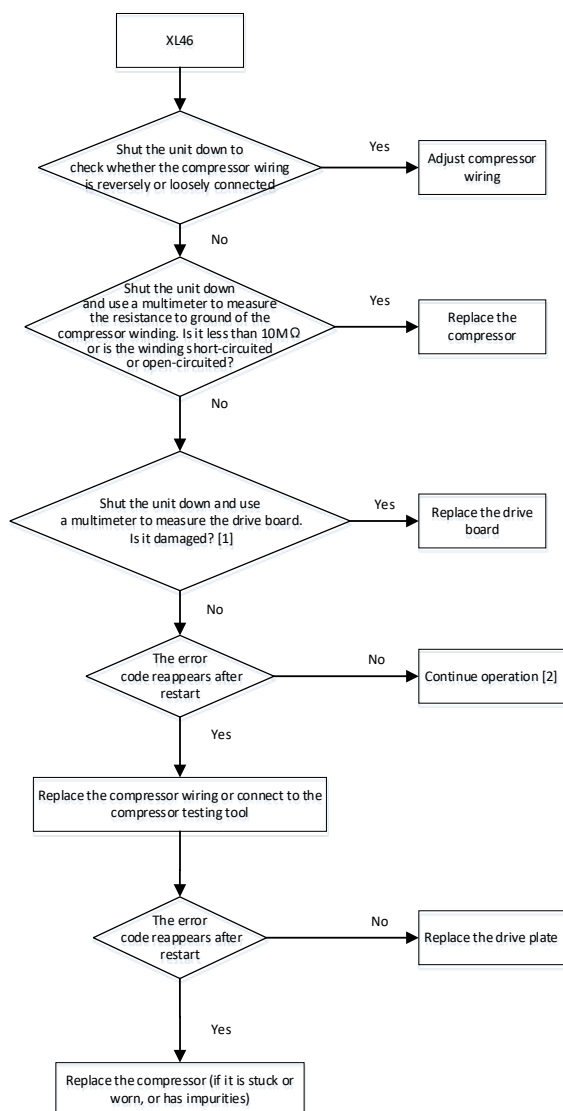 XL46
Shut the unit down to
check whether the compressor wiring
is reversely or loosely connected
Yes
Adjust compressor
wiring
No
Shut the unit down
and use a multimeter to measure
the resistance to ground of the
compressor winding. Is it less than 10MΩ
or is the winding short-circuited
or open-circuited?
Yes
Replace the
compressor
No
Shut the unit down and use
a multimeter to measure the drive board.
Is it damaged? [1]
Yes
Replace the drive
board
No
The error
code reappears after
restart
No
Continue operation [2]
Yes
Replace the compressor wiring or connect to the
compressor testing tool
The error
code reappears after
restart
No
Replace the drive plate
Yes
Replace the compressor (if it is stuck or
worn, or has impurities)